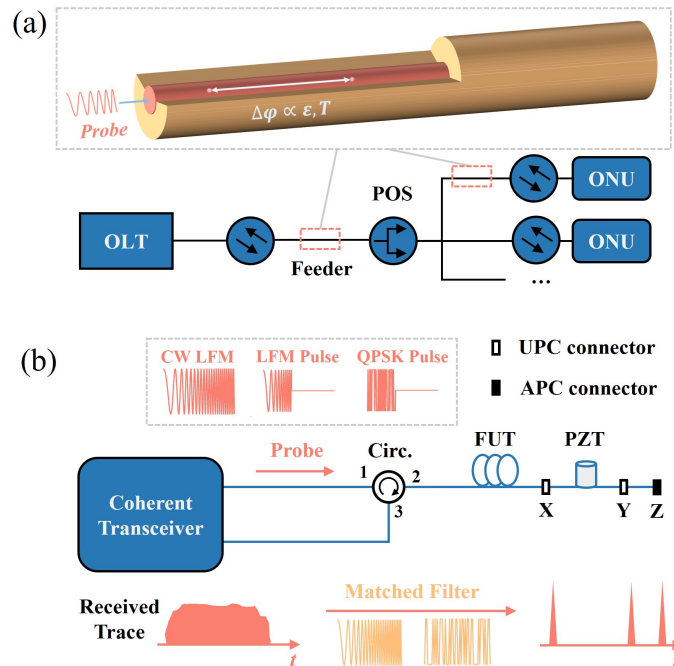 (a)
Probe
Δφ ∝ ε, T
POS
ONU
OLT
ONU
Feeder
...
(b)
CW LFM LFM Pulse QPSK Pulse
UPC connector
APC connector
Probe Circ. FUT PZT
1 2
3
Coherent
Transceiver
X Y Z
Received
Trace
Matched Filter
t